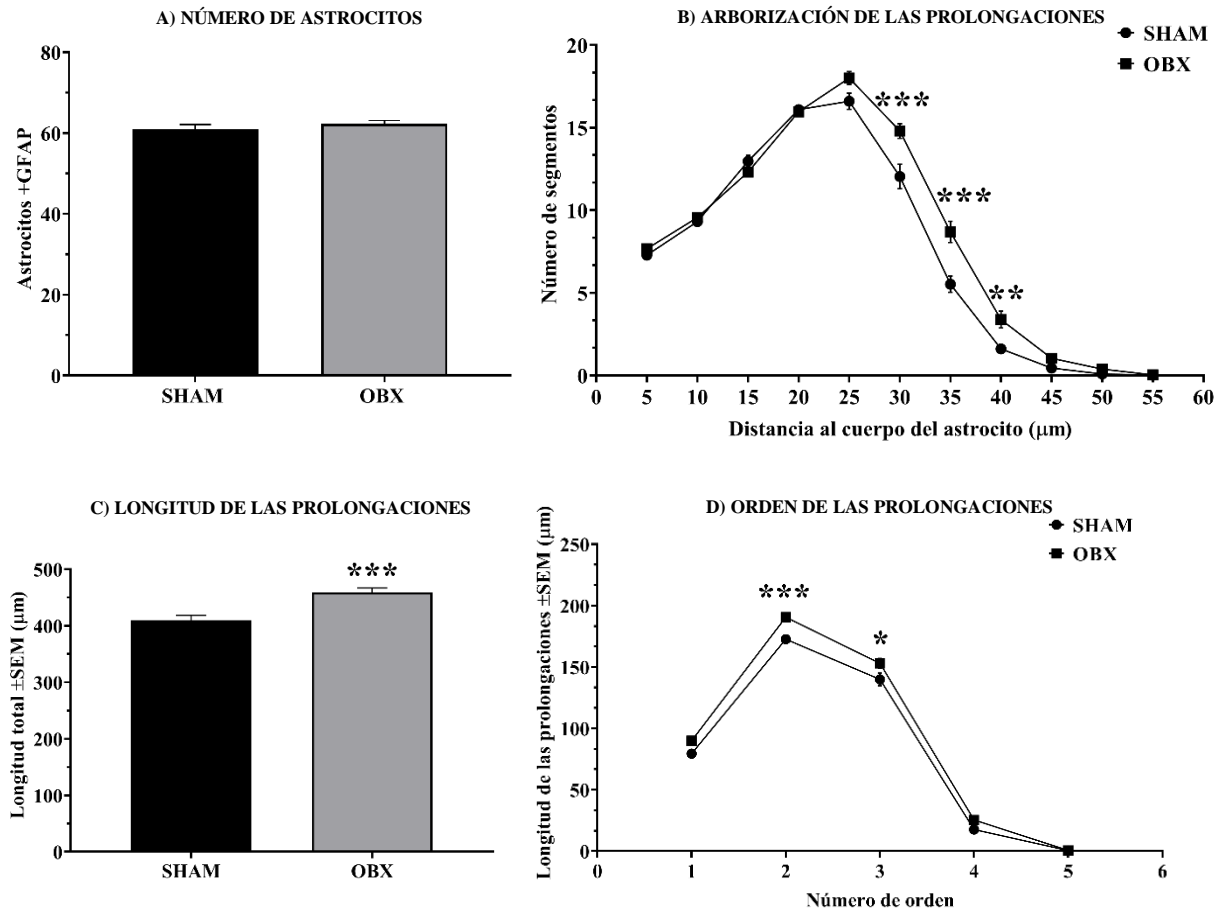 A) NÚMERO DE ASTROCITOS
Astrocitos +GFAP
80
60
40
20
0
SHAM
OBX
B) ARBORIZACIÓN DE LAS PROLONGACIONES
SHAM
OBX
Número de segmentos
20
15
10
5
0
***
***
**
0
5
10
15
20
25
30
35
40
45
50
55
60
Distancia al cuerpo del astrocito (μm)
C) LONGITUD DE LAS PROLONGACIONES
Longitud total ±SEM (μm)
500
400
300
200
100
0
***
SHAM
OBX
D) ORDEN DE LAS PROLONGACIONES
SHAM
OBX
Longitud de las prolongaciones ±SEM (μm)
250
200
150
100
50
0
***
*
0
1
2
3
4
5
6
Número de orden